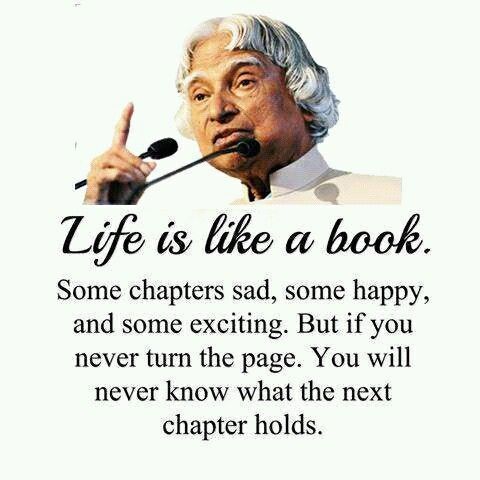 Life is like a book.
Some chapters sad, some happy,
and some exciting. But if you
never turn the page. You will
never know what the next
chapter holds.